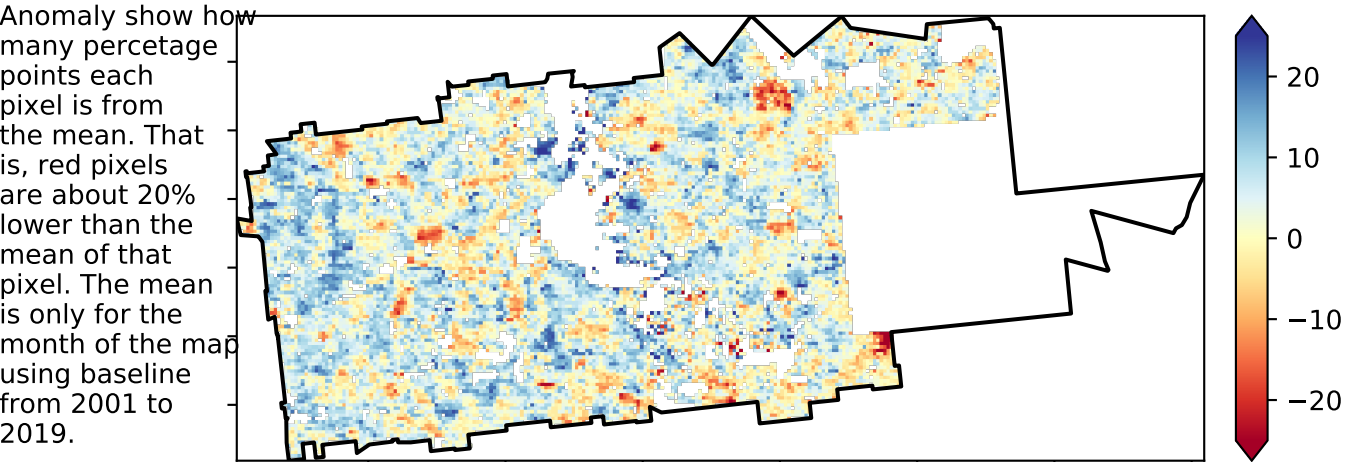 Anomaly show how
many percetage
points each
pixel is from
the mean. That
is, red pixels
are about 20%
lower than the
mean of that
pixel. The mean
is only for the
month of the map
using baseline
from 2001 to
2019.
20
10
0
−10
−20